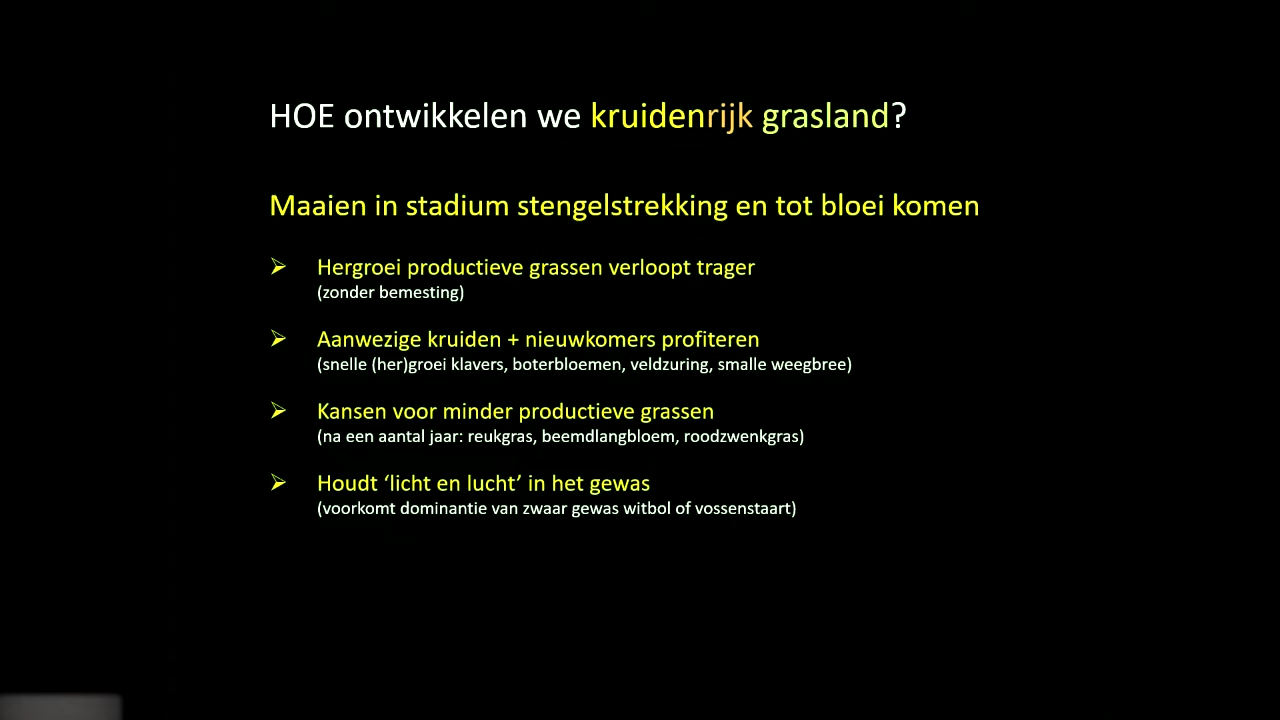 HOE ontwikkelen we kruidenrijk grasland?
Maaien in stadium stengelstrekking en tot bloei komen
➢ Hergroei productieve grassen verloopt trager
(zonder bemesting)
➢ Aanwezige kruiden + nieuwkomers profiteren
(snelle (her)groei klavers, boterbloemen, veldzuring, smalle weegbree)
➢ Kansen voor minder productieve grassen
(na een aantal jaar: reukgras, beemdlangbloem, roodzwenkgras)
➢ Houdt ‘licht en lucht’ in het gewas
(voorkomt dominantie van zwaar gewas witbol of vossenstaart)